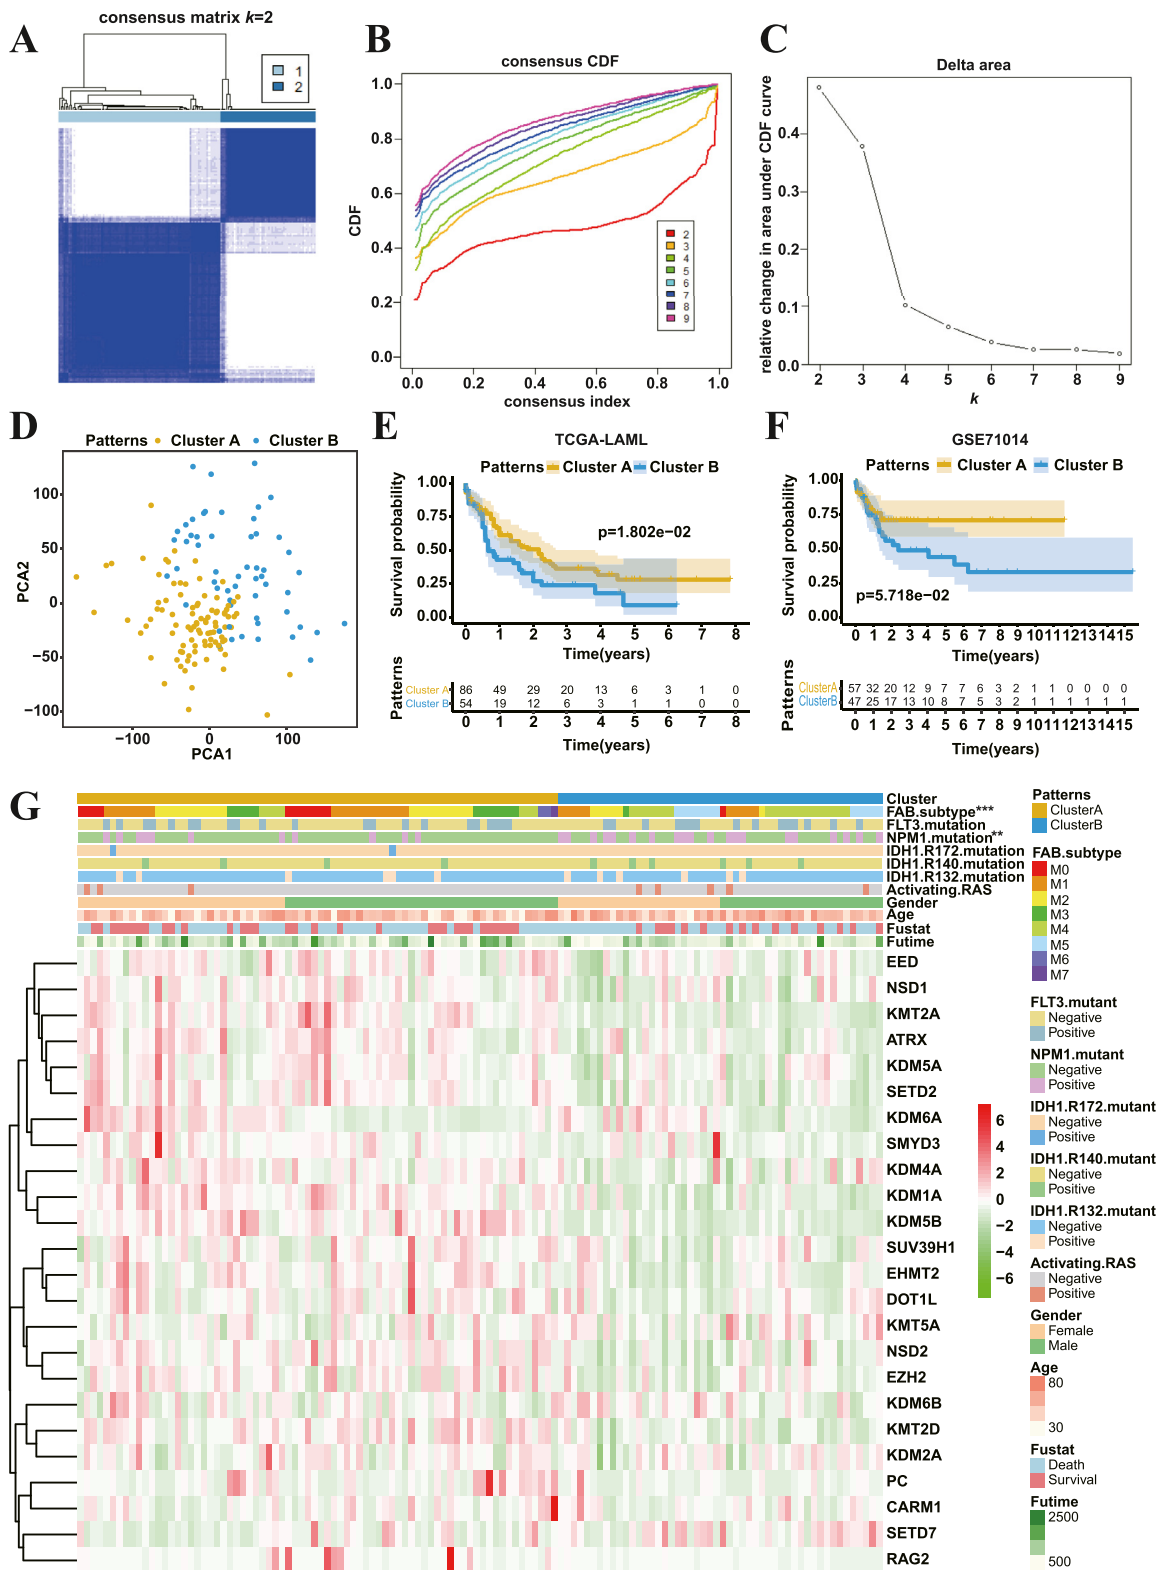 A
consensus matrix k=2
1
2
B
consensus CDF
CDF
1.0
0.8
0.6
0.4
0.2
0.0
2
3
4
5
6
7
8
9
0.0 0.2 0.4 0.6 0.8 1.0
consensus index
C
Delta area
relative change in area under CDF curve
0.4
0.3
0.2
0.1
0.0
2 3 4 5 6 7 8 9
k
D
Patterns Cluster A Cluster B
PCA2
100
50
0
−50
−100
−100 0 100
PCA1
E
TCGA-LAML
Patterns Cluster A Cluster B
Survival probability
1.00
0.75
0.50
0.25
0.00
p=1.802e−02
0 1 2 3 4 5 6 7 8
Time(years)
Patterns
Cluster A 86 49 29 20 13 6 3 1 0
Cluster B 54 19 12 6 3 1 1 0 0
0 1 2 3 4 5 6 7 8
Time(years)
F
GSE71014
Patterns Cluster A Cluster B
Survival probability
1.00
0.75
0.50
0.25
0.00
p=5.718e−02
0 1 2 3 4 5 6 7 8 9 10 11 12 13 14 15
Time(years)
Patterns
ClusterA 57 32 20 12 9 7 7 6 3 2 1 1 0 0 0 0
ClusterB 47 25 17 13 10 8 7 5 3 2 1 1 1 1 1 1
0 1 2 3 4 5 6 7 8 9 10 11 12 13 14 15
Time(years)
G
Cluster
FAB.subtype***
FLT3.mutation
NPM1.mutation**
IDH1.R172.mutation
IDH1.R140.mutation
IDH1.R132.mutation
Activating.RAS
Gender
Age
Fustat
Futime
EED
NSD1
KMT2A
ATRX
KDM5A
SETD2
KDM6A
SMYD3
KDM4A
KDM1A
KDM5B
SUV39H1
EHMT2
DOT1L
KMT5A
NSD2
EZH2
KDM6B
KMT2D
KDM2A
PC
CARM1
SETD7
RAG2
6
4
2
0
−2
−4
−6
Patterns
ClusterA
ClusterB
FAB.subtype
M0
M1
M2
M3
M4
M5
M6
M7
FLT3.mutant
Negative
Positive
NPM1.mutant
Negative
Positive
IDH1.R172.mutant
Negative
Positive
IDH1.R140.mutant
Negative
Positive
IDH1.R132.mutant
Negative
Positive
Activating.RAS
Negative
Positive
Gender
Female
Male
Age
80
30
Fustat
Death
Survival
Futime
2500
500